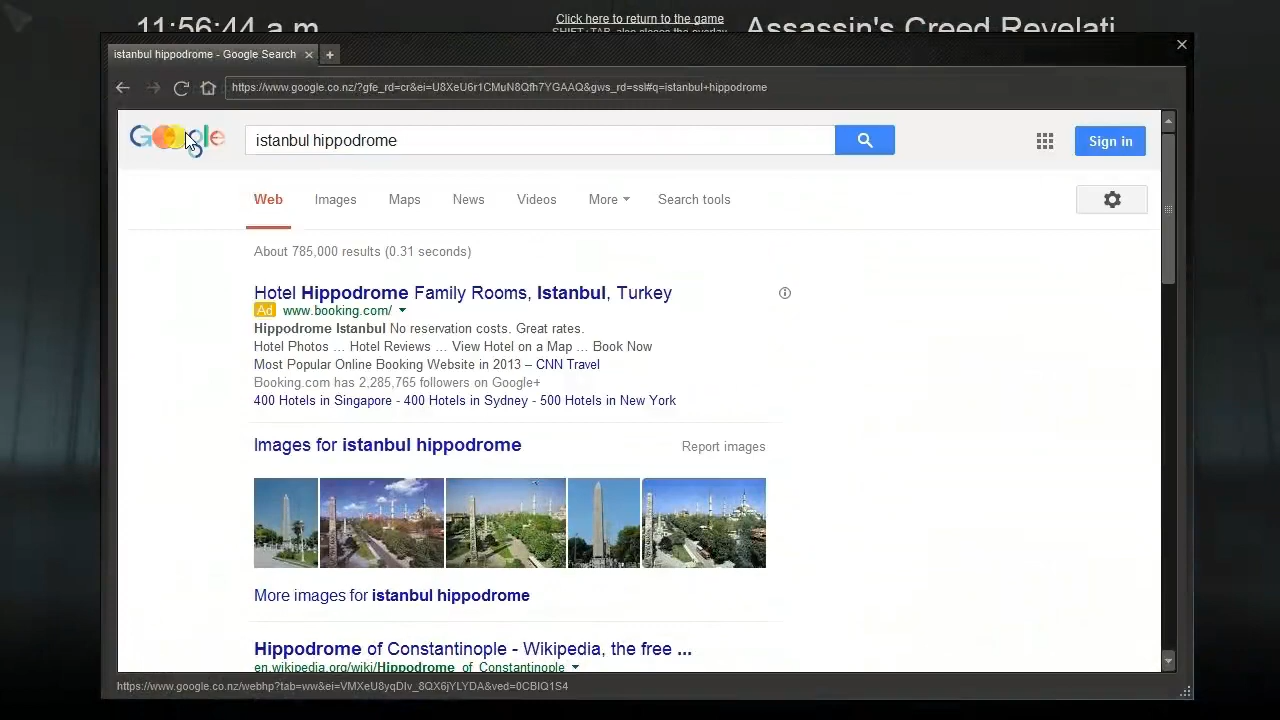 11:56:44 a.m
Click here to return to the game
SHIFT+TAB also closes the overlay
Assassin's Creed Revelati
istanbul hippodrome - Google Search
https://www.google.co.nz/?gfe_rd=cr&ei=U8XeU6r1CMuN8Qfh7YGAAQ&gws_rd=ssl#q=istanbul+hippodrome
Google
istanbul hippodrome
Sign in
Web Images Maps News Videos More Search tools
About 785,000 results (0.31 seconds)
Hotel Hippodrome Family Rooms, Istanbul, Turkey
Ad www.booking.com/
Hippodrome Istanbul No reservation costs. Great rates.
Hotel Photos ... Hotel Reviews ... View Hotel on a Map ... Book Now
Most Popular Online Booking Website in 2013 – CNN Travel
Booking.com has 2,285,765 followers on Google+
400 Hotels in Singapore - 400 Hotels in Sydney - 500 Hotels in New York
Images for istanbul hippodrome
Report images
More images for istanbul hippodrome
Hippodrome of Constantinople - Wikipedia, the free ...
en.wikipedia.org/wiki/Hippodrome_of_Constantinople
https://www.google.co.nz/webhp?tab=ww&ei=VMXeU8yqDIv_8QX6jYLYDA&ved=0CBIQ1S4